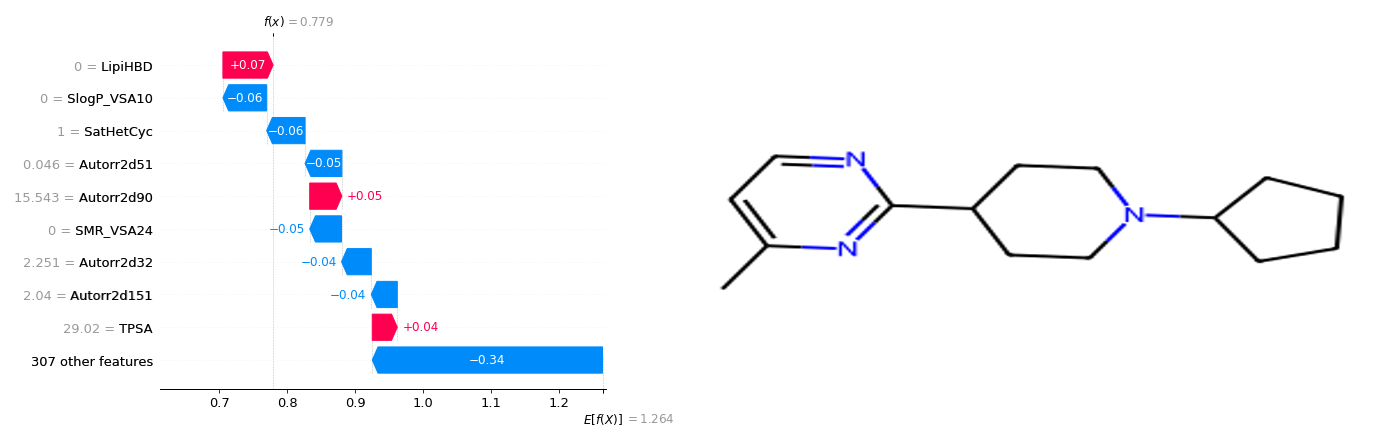 f(x) = 0.779
0 = LipiHBD
+0.07
0 = SlogP_VSA10
−0.06
1 = SatHetCyc
−0.06
0.046 = Autorr2d51
−0.05
15.543 = Autorr2d90
+0.05
0 = SMR_VSA24
−0.05
2.251 = Autorr2d32
−0.04
2.04 = Autorr2d151
−0.04
29.02 = TPSA
+0.04
307 other features
−0.34
0.7 0.8 0.9 1.0 1.1 1.2
E[f(X)] = 1.264
N
N
N